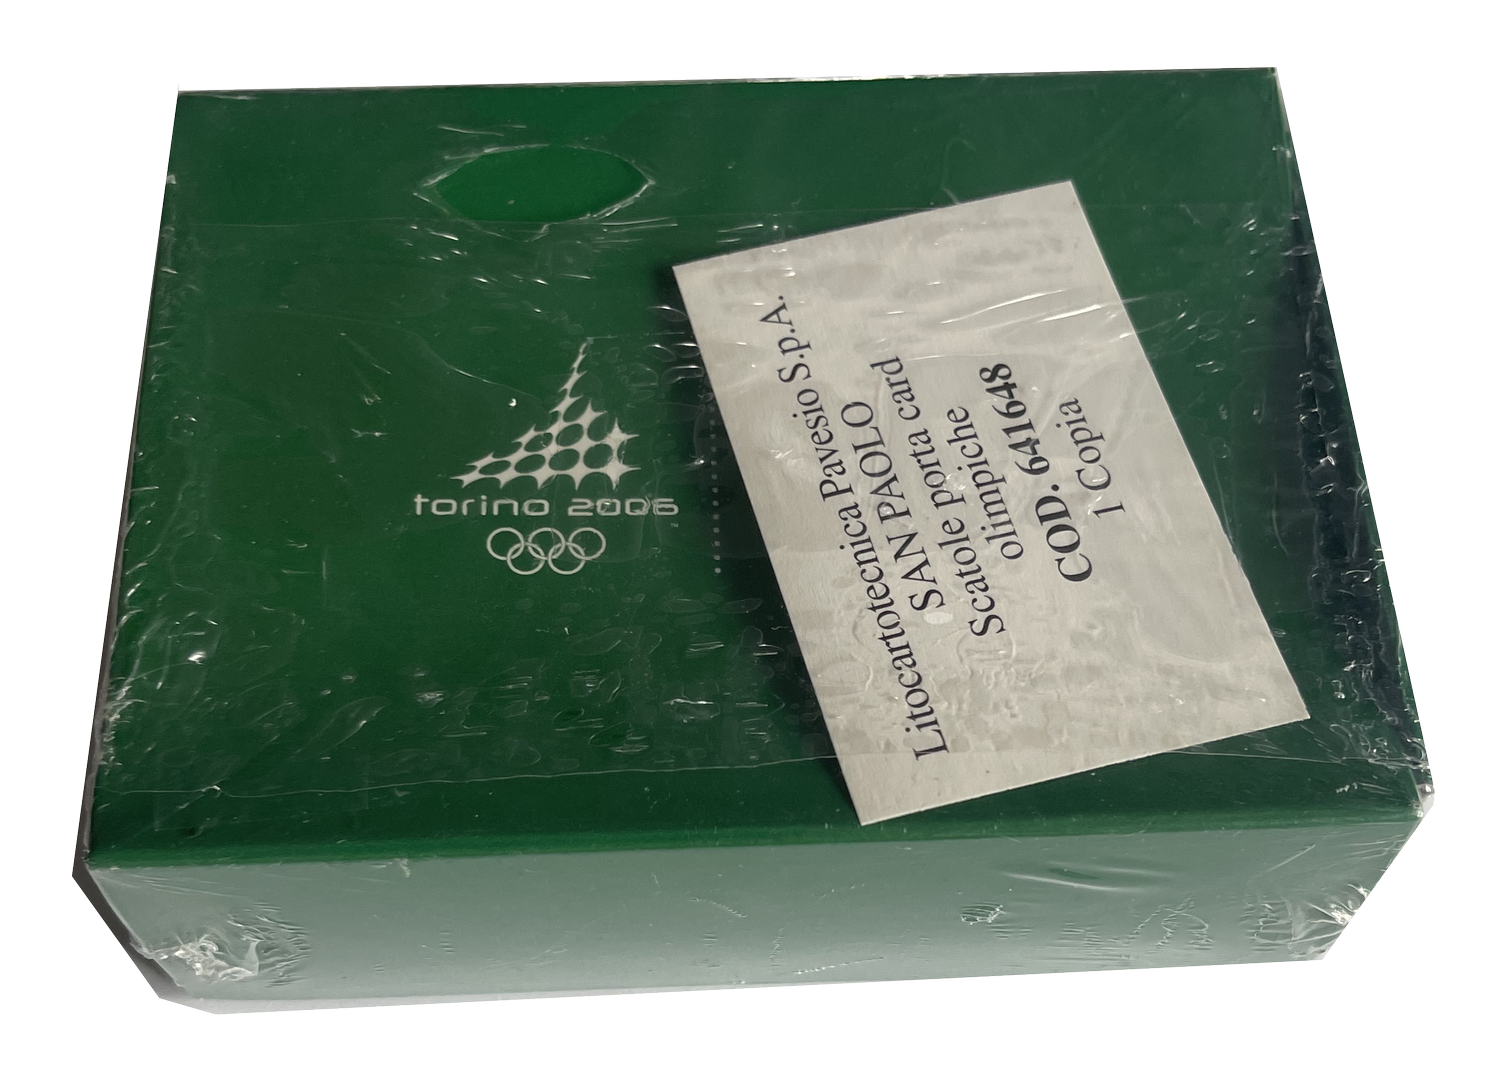 torino 2006
Litocartotecnica Pavesio S.p.A.
SAN PAOLO
Scatole porta card
olimpiche
COD. 641648
1 Copia